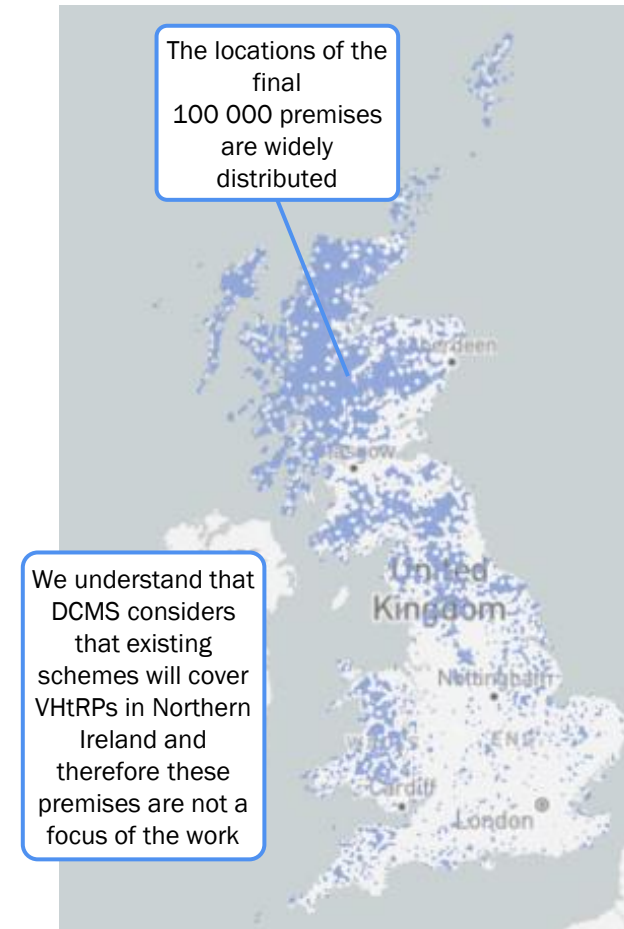 The locations of the
final
100 000 premises
are widely
distributed
Aberdeen
Glasgow
We understand that
DCMS considers
that existing
schemes will cover
VHtRPs in Northern
Ireland and
therefore these
premises are not a
focus of the work
United
Kingdom
Nottingham
WALES
ENG
Cardiff
London